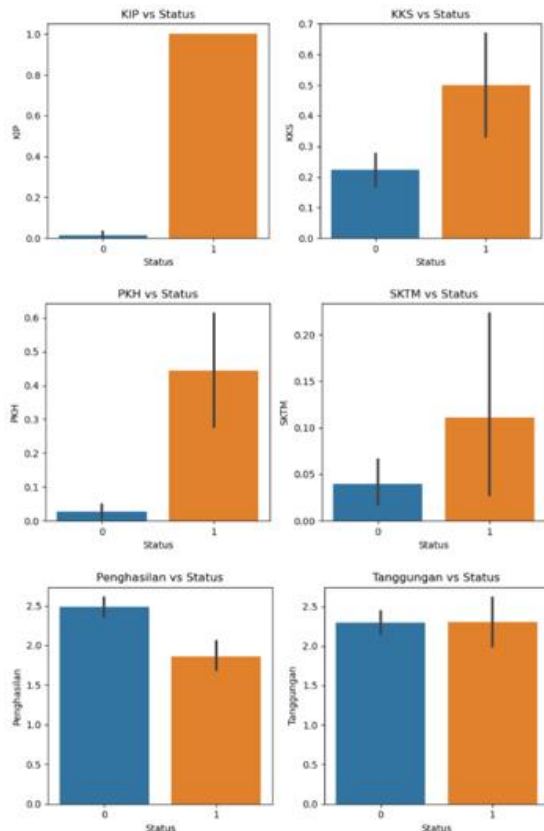 KIP vs Status
1.0
0.8
0.6
0.4
0.2
0.0
KIP
0
1
Status
KKS vs Status
0.7
0.6
0.5
0.4
0.3
0.2
0.1
0.0
KKS
0
1
Status
PKH vs Status
0.6
0.5
0.4
0.3
0.2
0.1
0.0
PKH
0
1
Status
SKTM vs Status
0.20
0.15
0.10
0.05
0.00
SKTM
0
1
Status
Penghasilan vs Status
2.5
2.0
1.5
1.0
0.5
0.0
Penghasilan
0
1
Status
Tanggungan vs Status
2.5
2.0
1.5
1.0
0.5
0.0
Tanggungan
0
1
Status